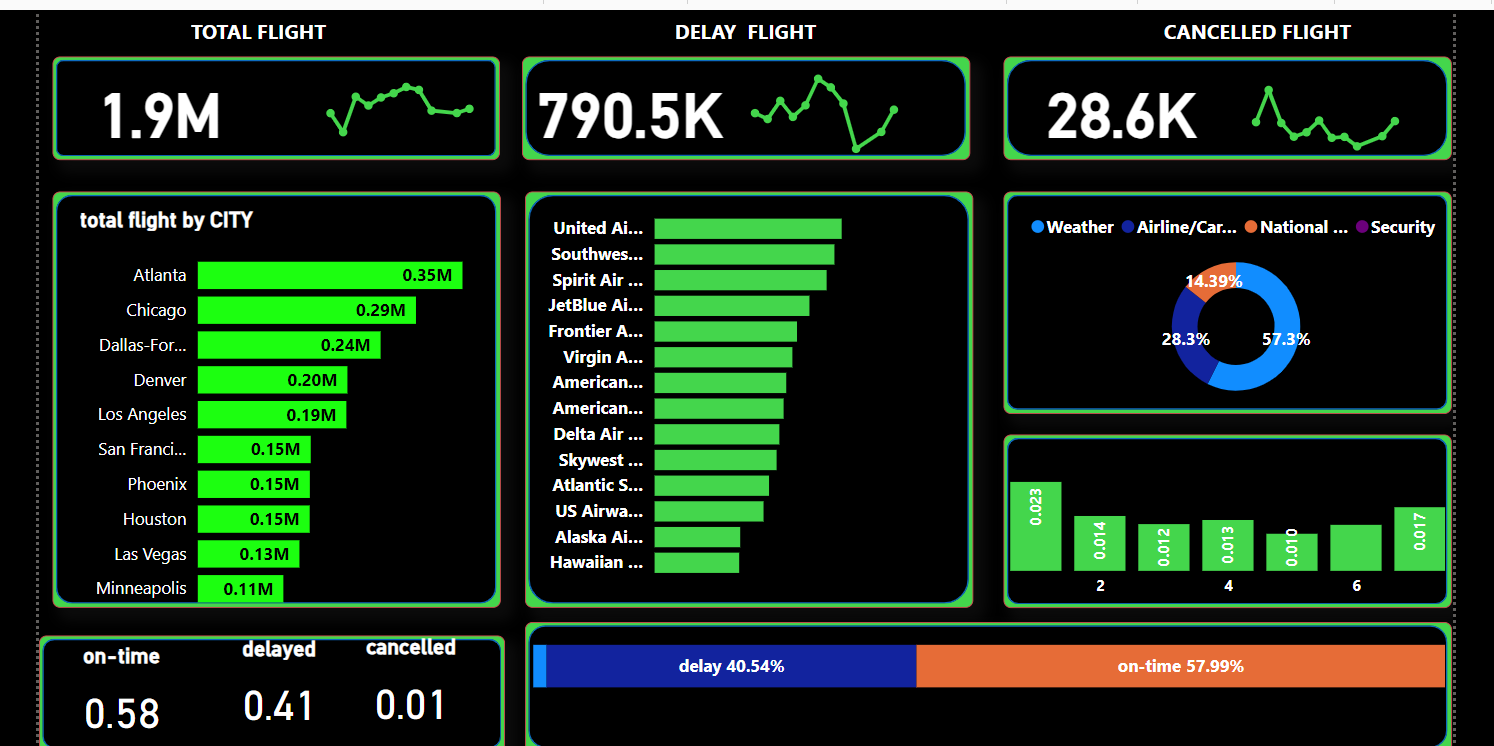 TOTAL FLIGHT
DELAY FLIGHT
CANCELLED FLIGHT
1.9M
790.5K
28.6K
total flight by CITY
Atlanta 0.35M
Chicago 0.29M
Dallas-For... 0.24M
Denver 0.20M
Los Angeles 0.19M
San Franci... 0.15M
Phoenix 0.15M
Houston 0.15M
Las Vegas 0.13M
Minneapolis 0.11M
United Ai...
Southwes...
Spirit Air ...
JetBlue Ai...
Frontier A...
Virgin A...
American...
American...
Delta Air ...
Skywest ...
Atlantic S...
US Airwa...
Alaska Ai...
Hawaiian ...
Weather Airline/Car... National ... Security
14.39%
28.3% 57.3%
0.023 0.014 0.012 0.013 0.010 0.017
2 4 6
on-time delayed cancelled
0.58 0.41 0.01
delay 40.54% on-time 57.99%